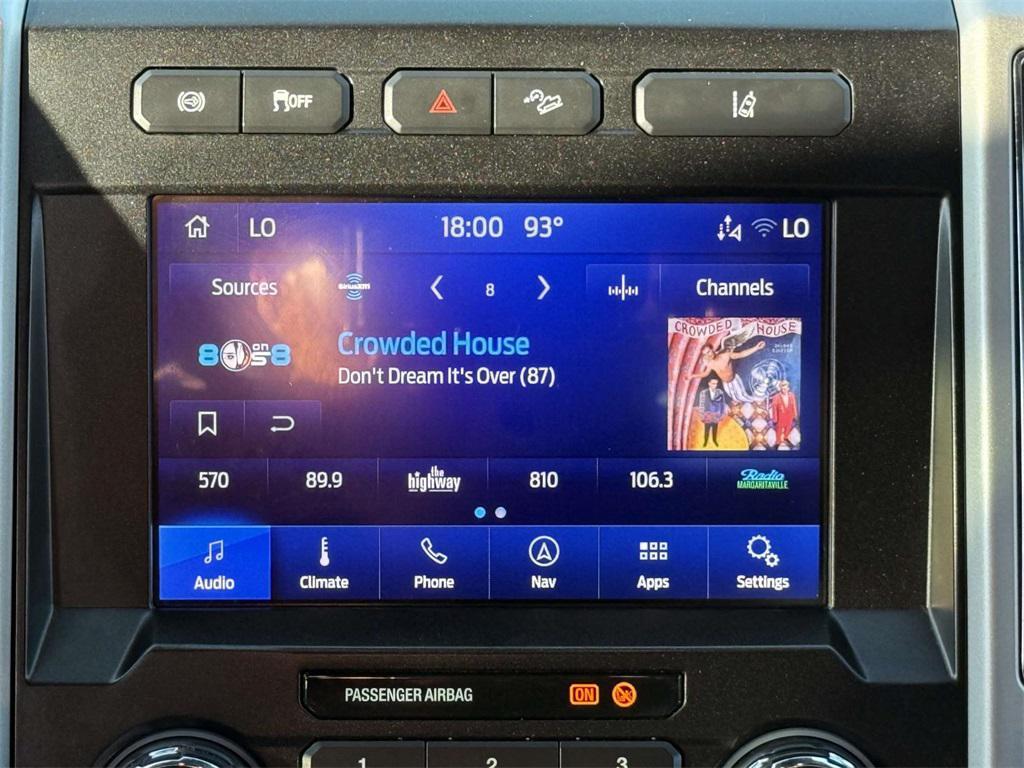 OFF
LO 18:00 93° LO
Sources SiriusXM 8 Channels
80s on 8
Crowded House
Don't Dream It's Over (87)
CROWDED HOUSE
570 89.9 the highway 810 106.3 Radio MARGARITAVILLE
Audio Climate Phone Nav Apps Settings
PASSENGER AIRBAG ON
1 2 3